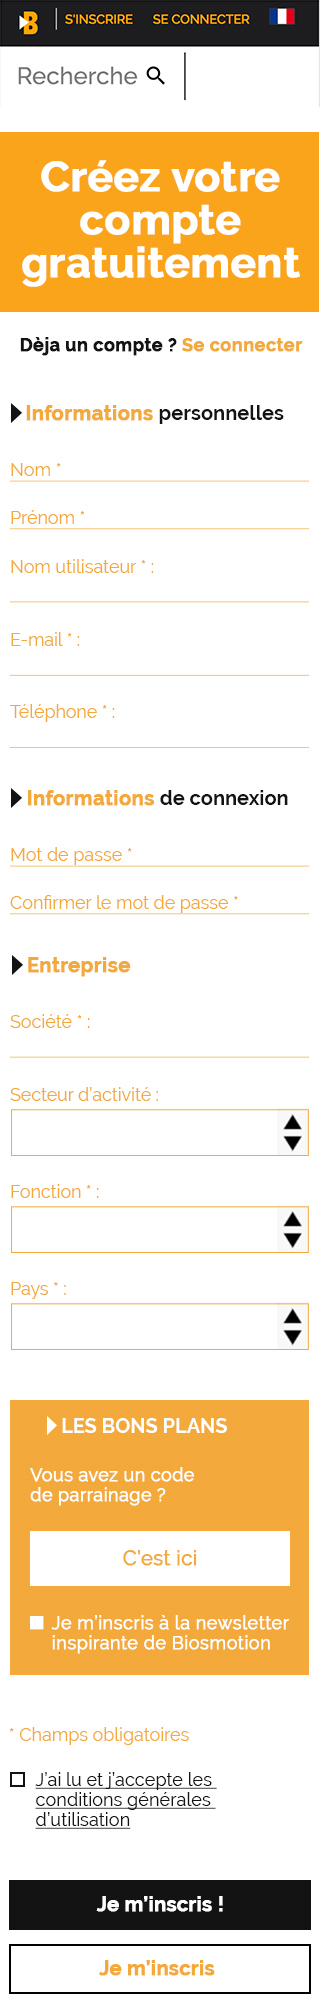 B
S'INSCRIRE SE CONNECTER
Recherche
Créez votre
compte
gratuitement
Dèja un compte ? Se connecter
Informations personnelles
Nom *
Prénom *
Nom utilisateur * :
E-mail * :
Téléphone * :
Informations de connexion
Mot de passe *
Confirmer le mot de passe *
Entreprise
Société * :
Secteur d'activité :
Fonction * :
Pays * :
LES BONS PLANS
Vous avez un code
de parrainage ?
C'est ici
Je m'inscris à la newsletter
inspirante de Biosmotion
* Champs obligatoires
J'ai lu et j'accepte les
conditions générales
d'utilisation
Je m'inscris !
Je m'inscris